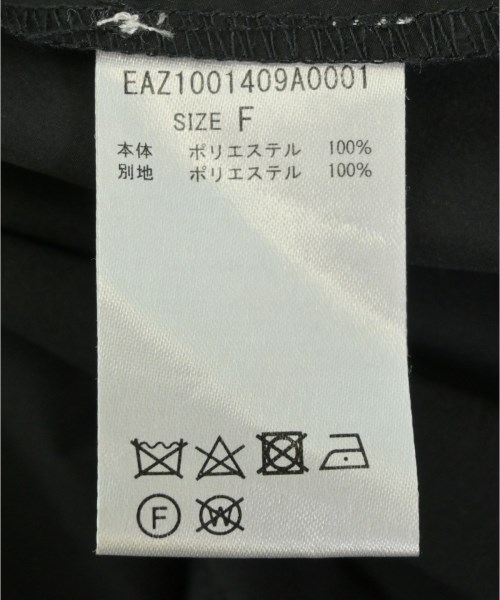 EAZ1001409A0001
SIZE F
本体 ポリエステル 100%
別地 ポリエステル 100%
F W